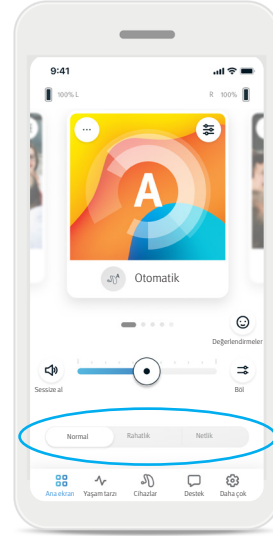 9:41
100% L R 100%
A
A
Otomatik
Değerlendirmeler
Sessize al Böl
Normal Rahatlık Netlik
Ana ekran Yaşam tarzı Cihazlar Destek Daha çok